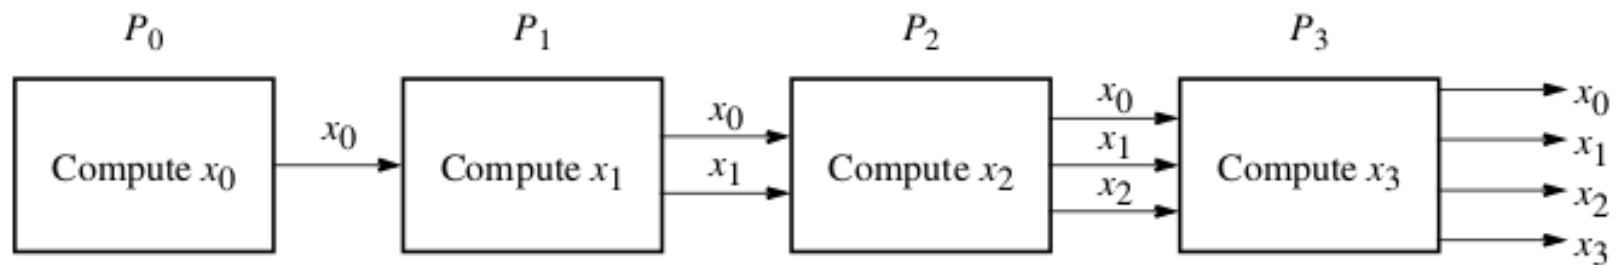 P0 P1 P2 P3
x0 x0 x0
x0 x1 x1 x1
Compute x0 Compute x1 Compute x2 Compute x3
x1 x2 x2
x3